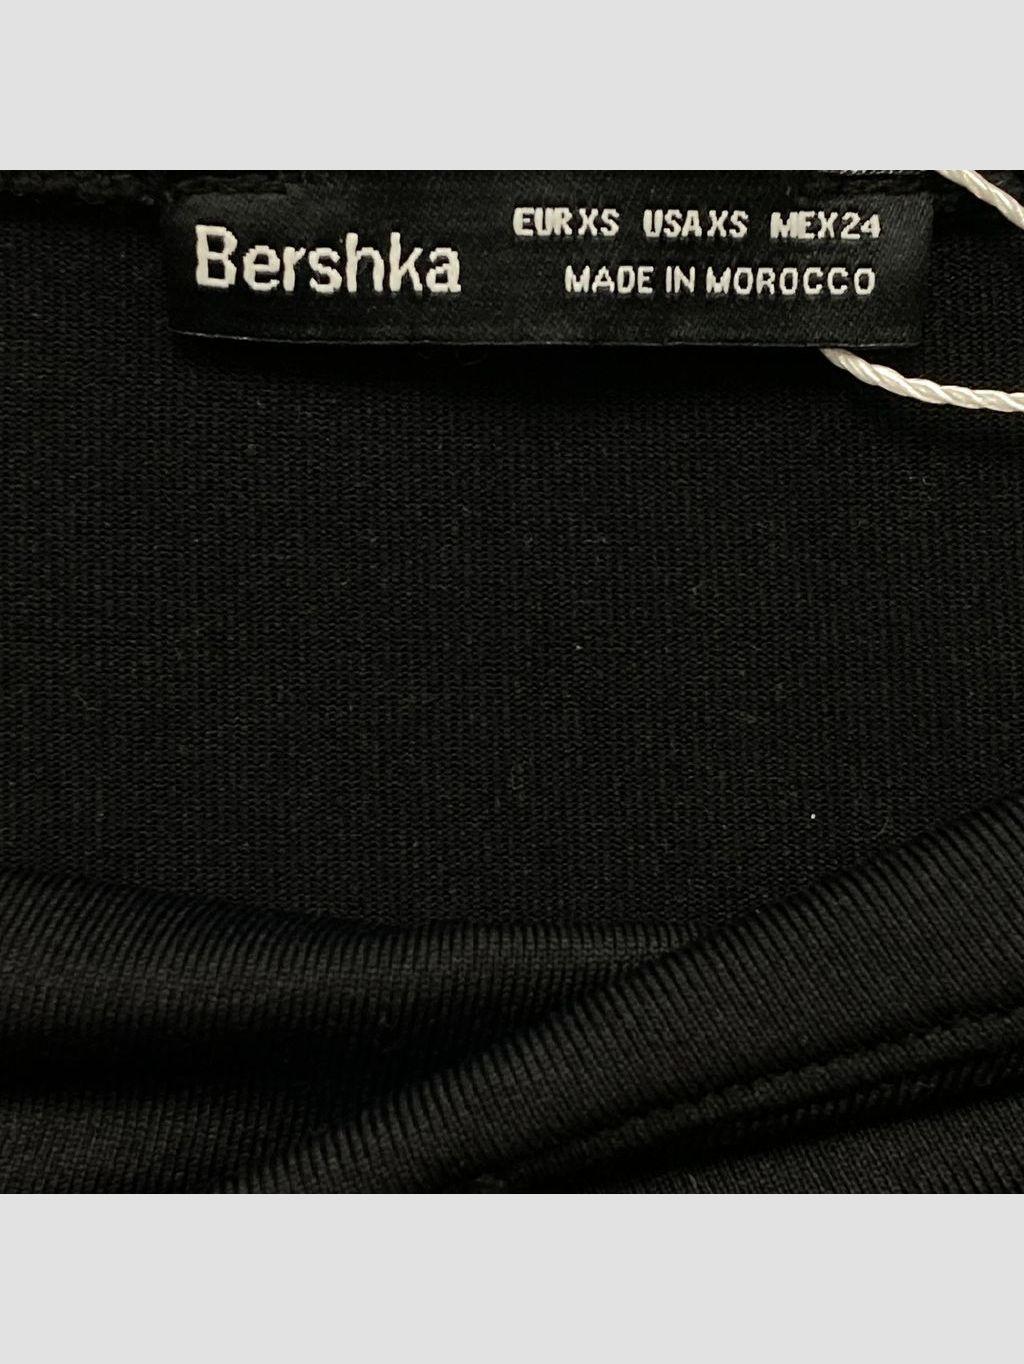 Bershka
EUR XS USA XS MEX 24
MADE IN MOROCCO